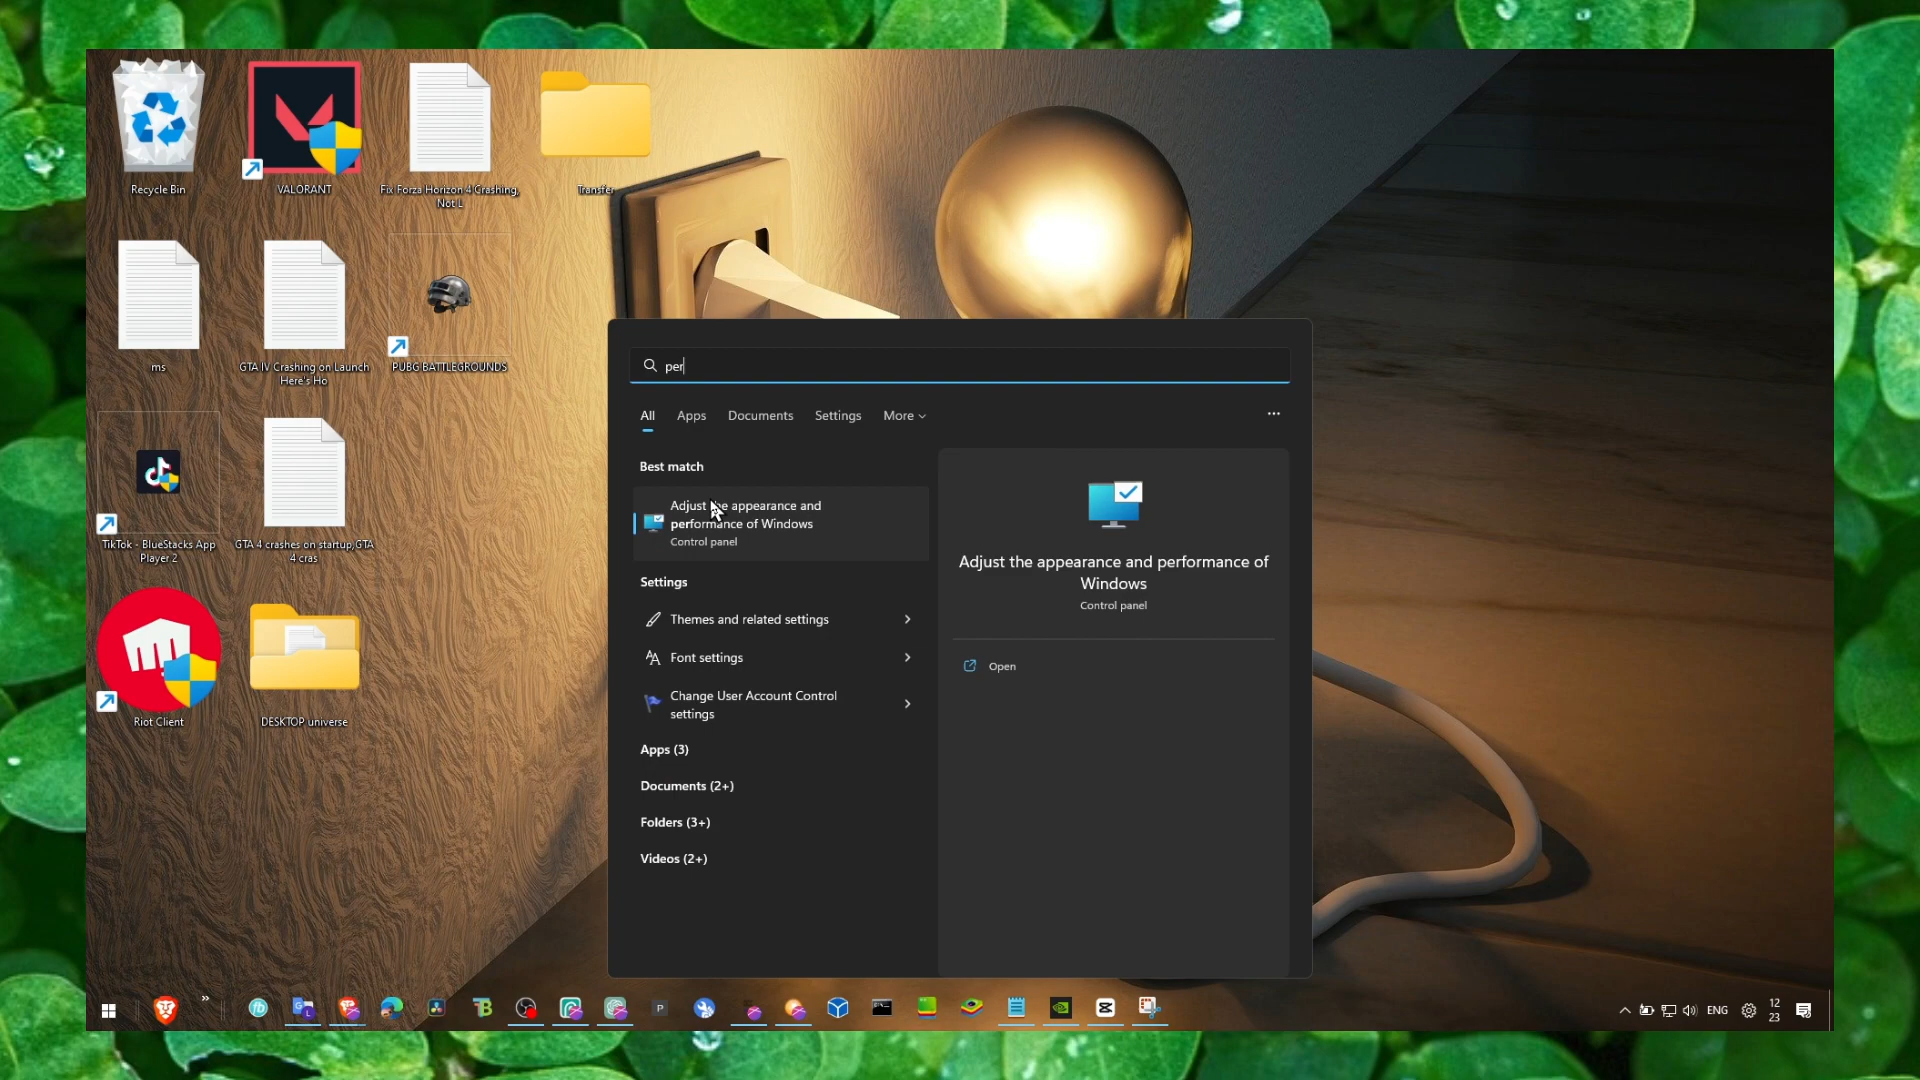 Recycle Bin
VALORANT
Fix Forza Horizon 4 Crashing,
Not L
Transfer
ms
GTA IV Crashing on Launch
Here's Ho
PUBG BATTLEGROUNDS
TikTok - BlueStacks App
Player 2
GTA 4 crashes on startup,GTA
4 cras
Riot Client
DESKTOP universe
per
All
Apps
Documents
Settings
More
Best match
Adjust the appearance and
performance of Windows
Control panel
Settings
Themes and related settings
Font settings
Change User Account Control
settings
Apps (3)
Documents (2+)
Folders (3+)
Videos (2+)
Adjust the appearance and performance of
Windows
Control panel
Open
ENG
12
23